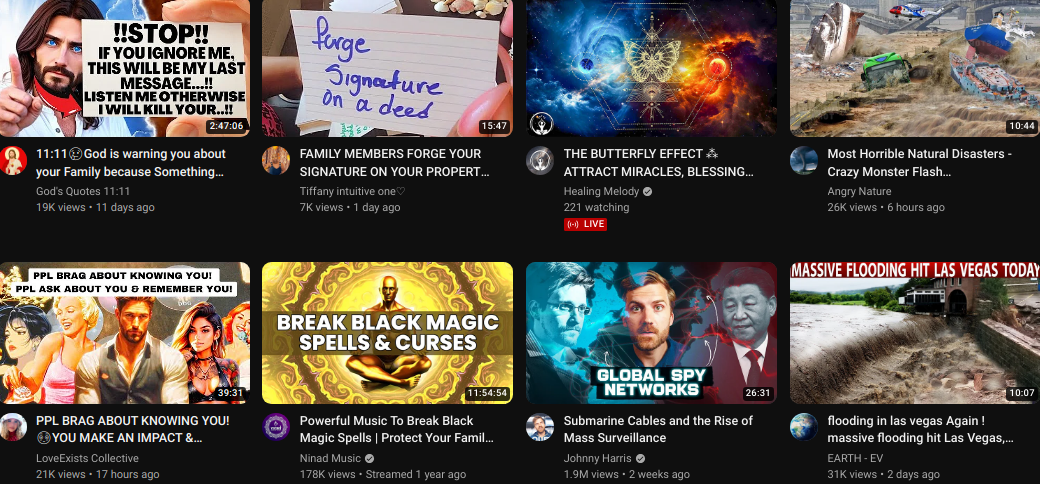 !!STOP!!
IF YOU IGNORE ME,
THIS WILL BE MY LAST
MESSAGE...!!
LISTEN ME OTHERWISE
I WILL KILL YOUR..!!
2:47:06
forge
Signature
on a deed
15:47
10:44
11:11😥God is warning you about
your Family because Something...
God's Quotes 11:11
19K views • 11 days ago
FAMILY MEMBERS FORGE YOUR
SIGNATURE ON YOUR PROPERT...
Tiffany intuitive one♡
7K views • 1 day ago
THE BUTTERFLY EFFECT ⁂
ATTRACT MIRACLES, BLESSING...
Healing Melody
221 watching
LIVE
Most Horrible Natural Disasters -
Crazy Monster Flash...
Angry Nature
26K views • 6 hours ago
PPL BRAG ABOUT KNOWING YOU!
PPL ASK ABOUT YOU & REMEMBER YOU!
39:31
BREAK BLACK MAGIC
SPELLS & CURSES
11:54:54
GLOBAL SPY
NETWORKS
26:31
MASSIVE FLOODING HIT LAS VEGAS TODAY
10:07
PPL BRAG ABOUT KNOWING YOU!
YOU MAKE AN IMPACT &...
LoveExists Collective
21K views • 17 hours ago
Powerful Music To Break Black
Magic Spells | Protect Your Famil...
Ninad Music
178K views • Streamed 1 year ago
Submarine Cables and the Rise of
Mass Surveillance
Johnny Harris
1.9M views • 2 weeks ago
flooding in las vegas Again !
massive flooding hit Las Vegas,...
EARTH - EV
31K views • 2 days ago